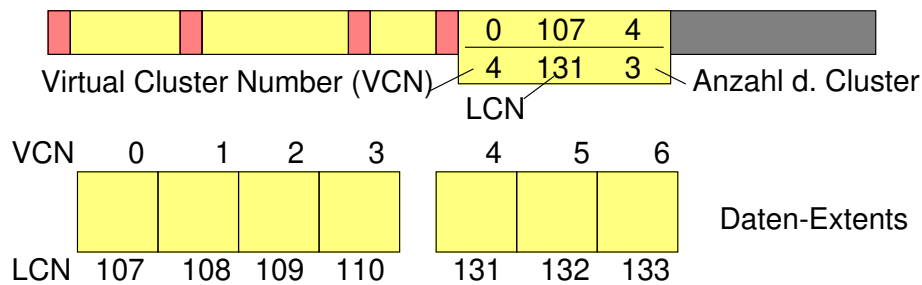 0 107 4
4 131 3
Virtual Cluster Number (VCN)
Anzahl d. Cluster
LCN
VCN 0 1 2 3 4 5 6
Daten-Extents
LCN 107 108 109 110 131 132 133